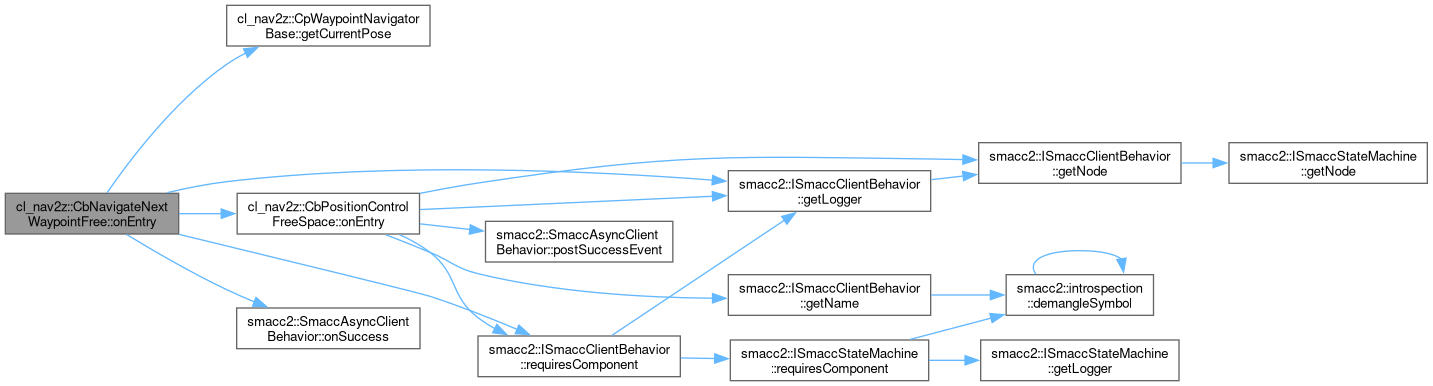 cl_nav2z::CbNavigateNext
WaypointFree::onEntry
cl_nav2z::CpWaypointNavigator
Base::getCurrentPose
cl_nav2z::CbPositionControl
FreeSpace::onEntry
smacc2::SmaccAsyncClient
Behavior::onSuccess
smacc2::SmaccAsyncClient
Behavior::postSuccessEvent
smacc2::ISmaccClientBehavior
::requiresComponent
smacc2::ISmaccClientBehavior
::getLogger
smacc2::ISmaccClientBehavior
::getName
smacc2::ISmaccStateMachine
::requiresComponent
smacc2::ISmaccClientBehavior
::getNode
smacc2::introspection
::demangleSymbol
smacc2::ISmaccStateMachine
::getLogger
smacc2::ISmaccStateMachine
::getNode